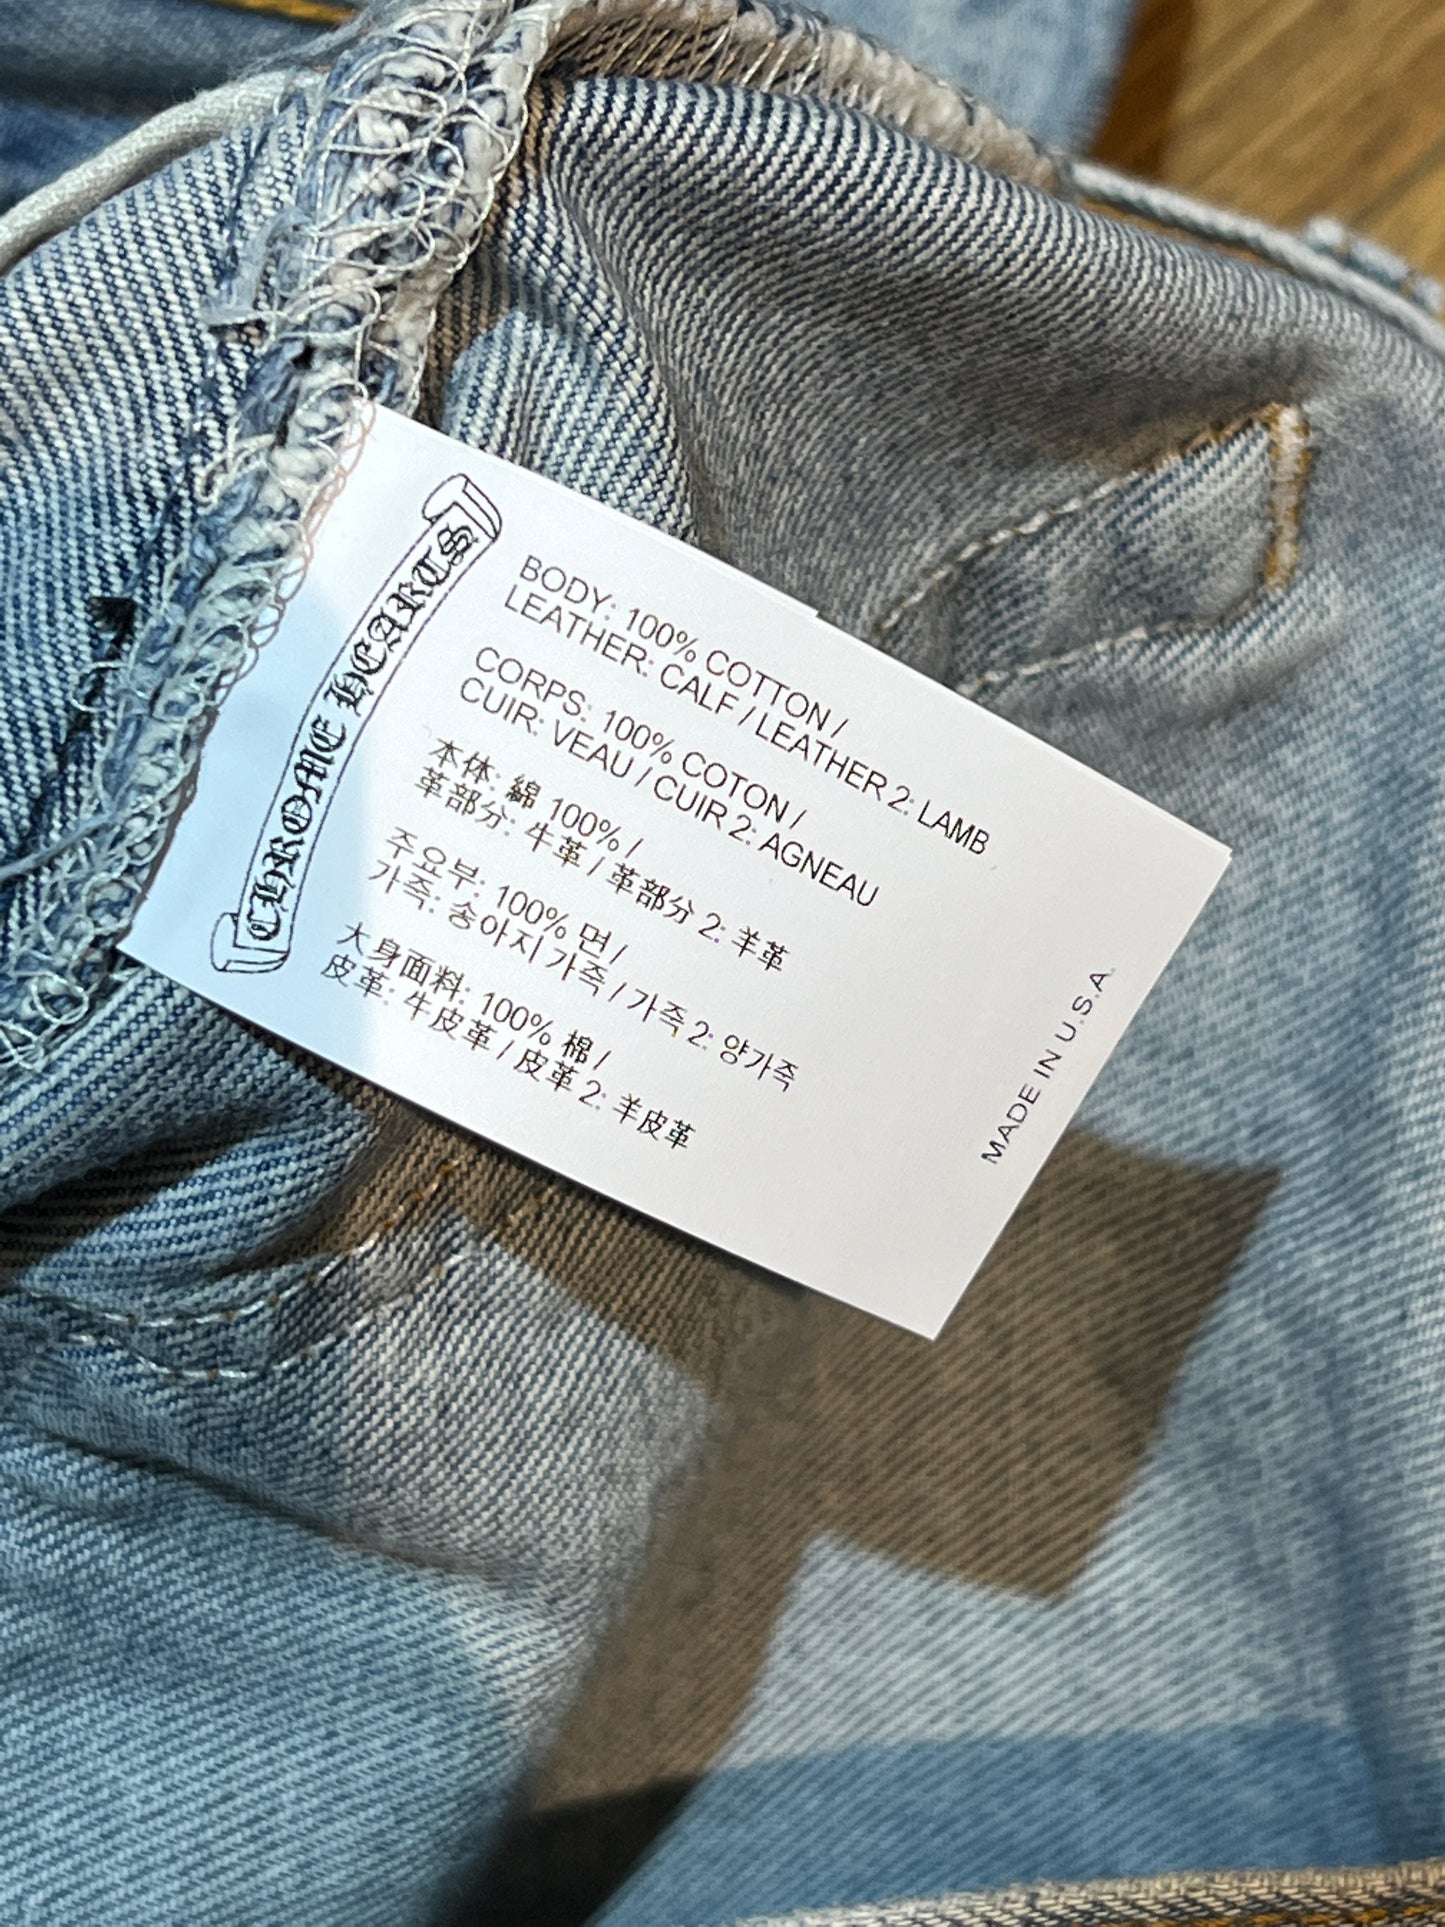 CHROME HEARTS
BODY: 100% COTTON /
LEATHER: CALF / LEATHER 2: LAMB
CORPS: 100% COTON /
CUIR: VEAU / CUIR 2: AGNEAU
本体: 綿 100% /
革部分: 牛革 / 革部分 2: 羊革
주요부: 100% 면 /
가죽: 송아지 가죽 / 가죽 2: 양가죽
大身面料: 100% 棉 /
皮革: 牛皮革 / 皮革 2: 羊皮革
MADE IN U.S.A.